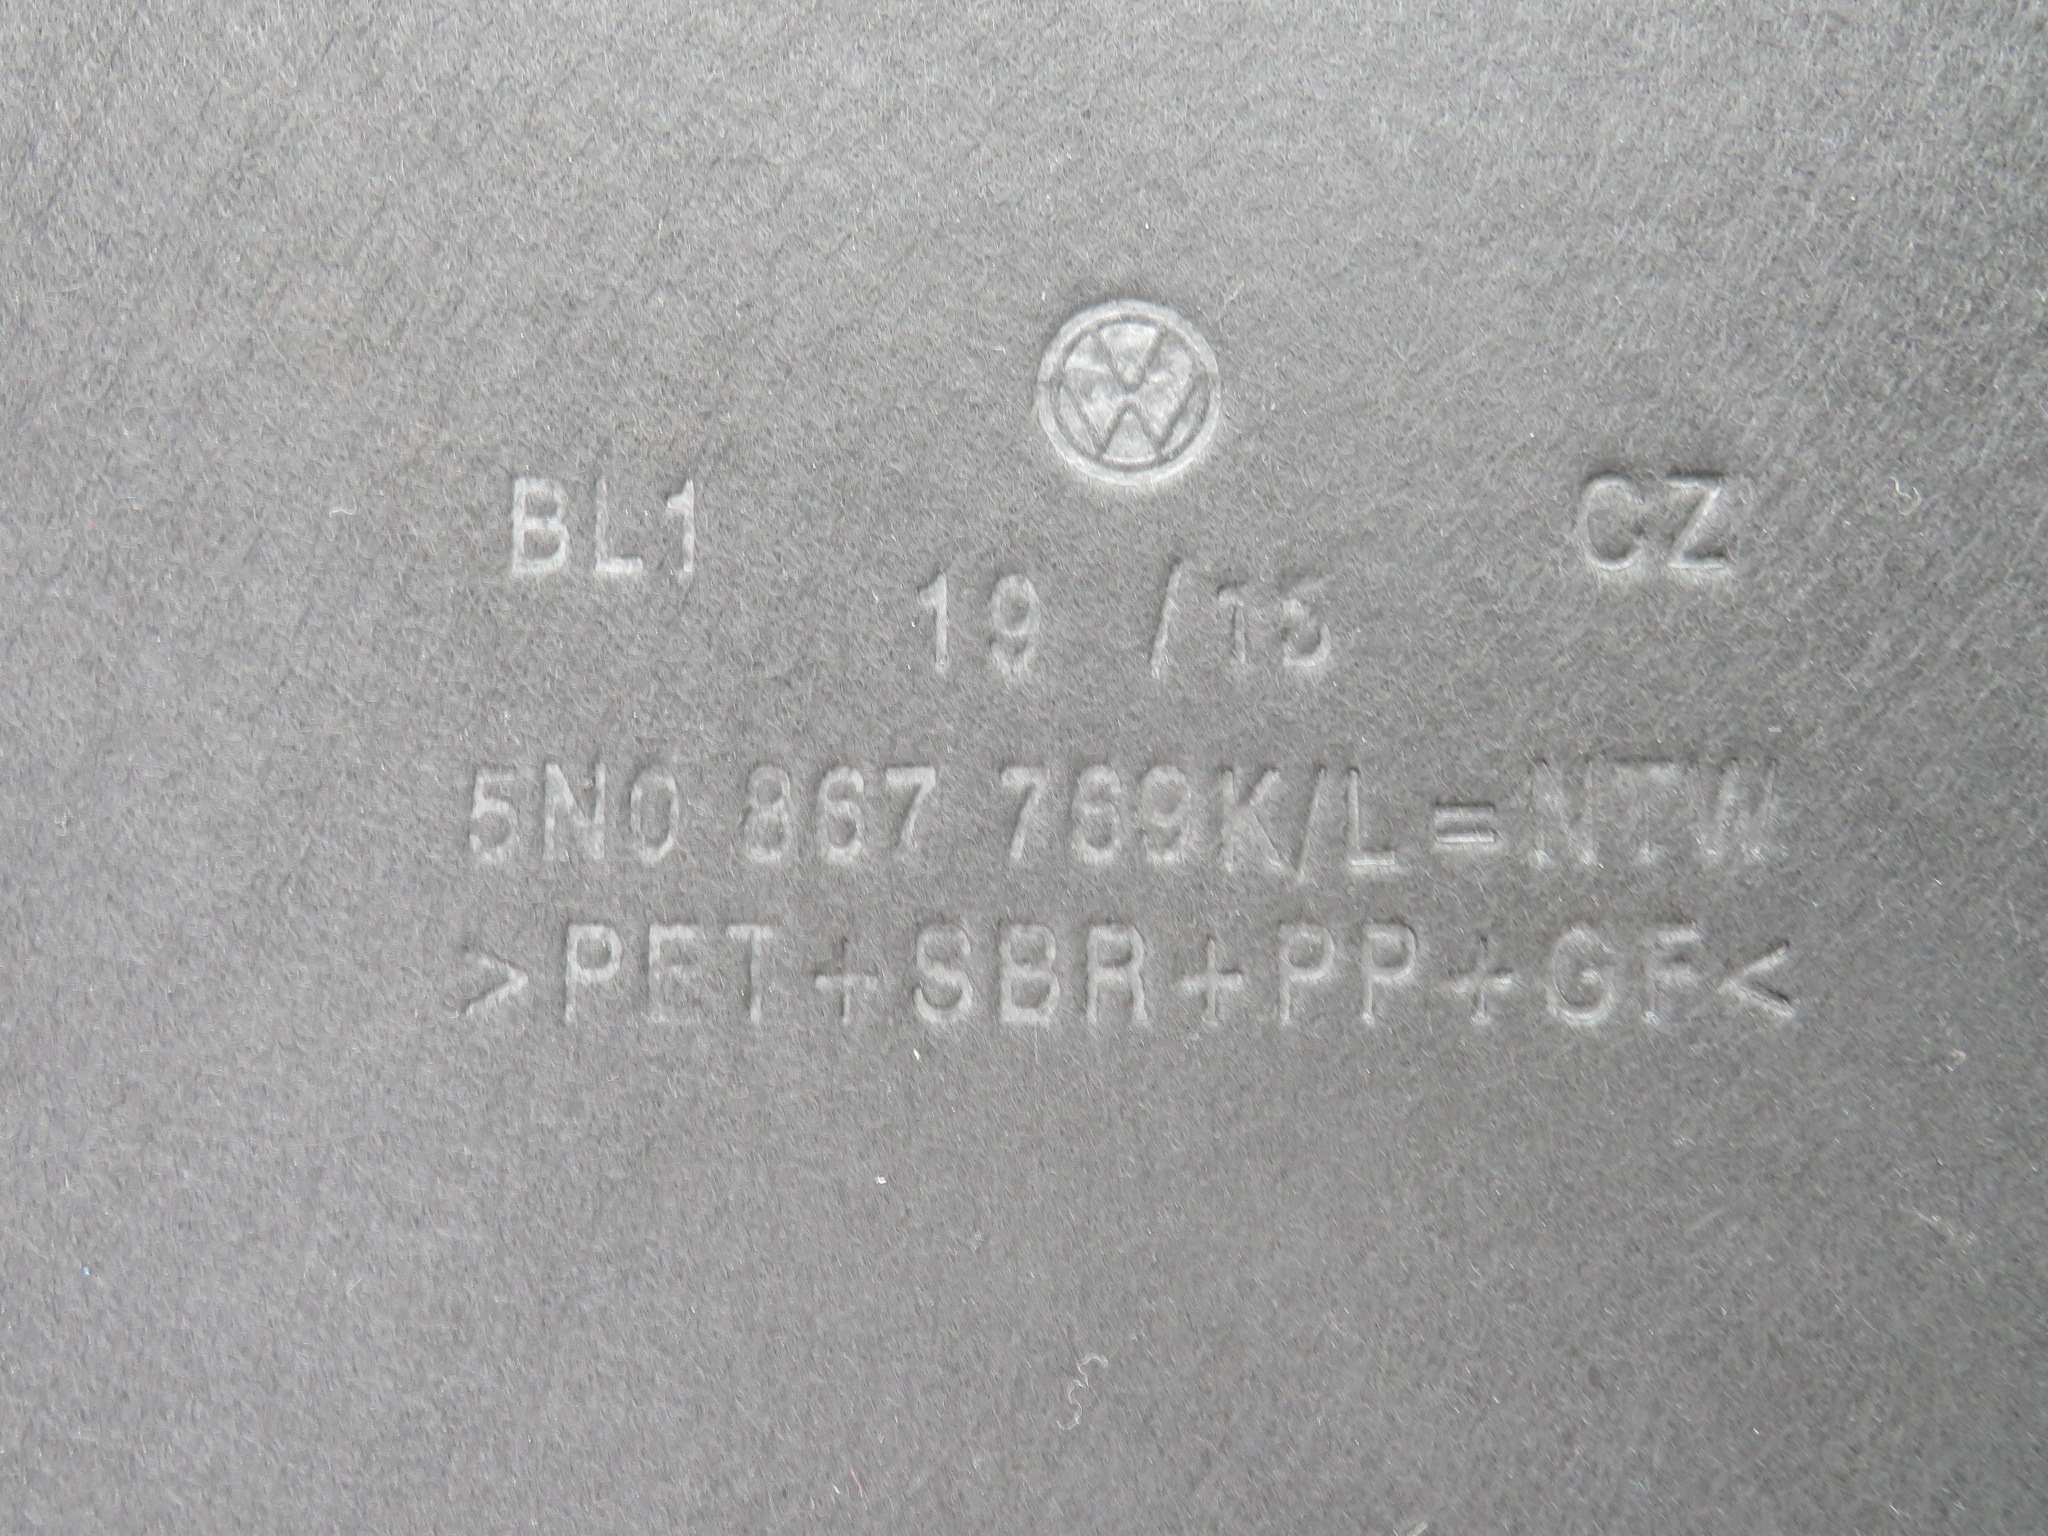 BL1
CZ
19 /15
5N0 867 769K/L=NTW
>PET+SBR+PP+GF<